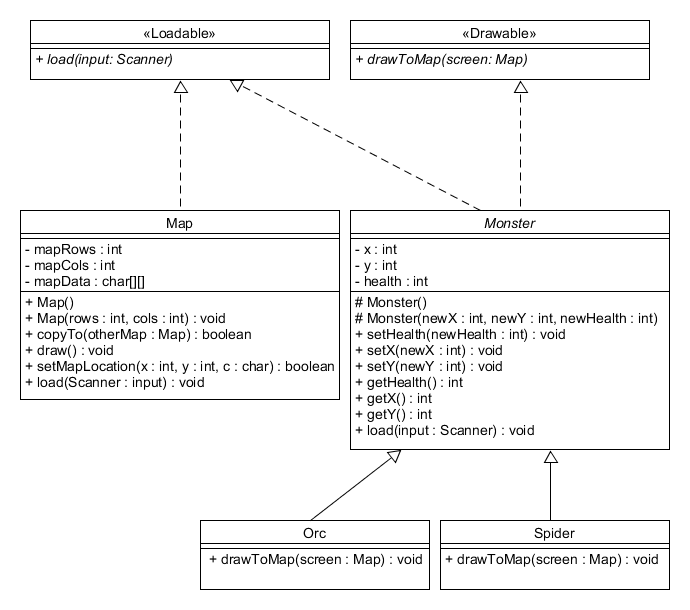 «Loadable»
+ load(input: Scanner)
«Drawable»
+ drawToMap(screen: Map)
Map
- mapRows : int
- mapCols : int
- mapData : char[][]
+ Map()
+ Map(rows : int, cols : int) : void
+ copyTo(otherMap : Map) : boolean
+ draw() : void
+ setMapLocation(x : int, y : int, c : char) : boolean
+ load(Scanner : input) : void
Monster
- x : int
- y : int
- health : int
# Monster()
# Monster(newX : int, newY : int, newHealth : int)
+ setHealth(newHealth : int) : void
+ setX(newX : int) : void
+ setY(newY : int) : void
+ getHealth() : int
+ getX() : int
+ getY() : int
+ load(input : Scanner) : void
Orc
+ drawToMap(screen : Map) : void
Spider
+ drawToMap(screen : Map) : void